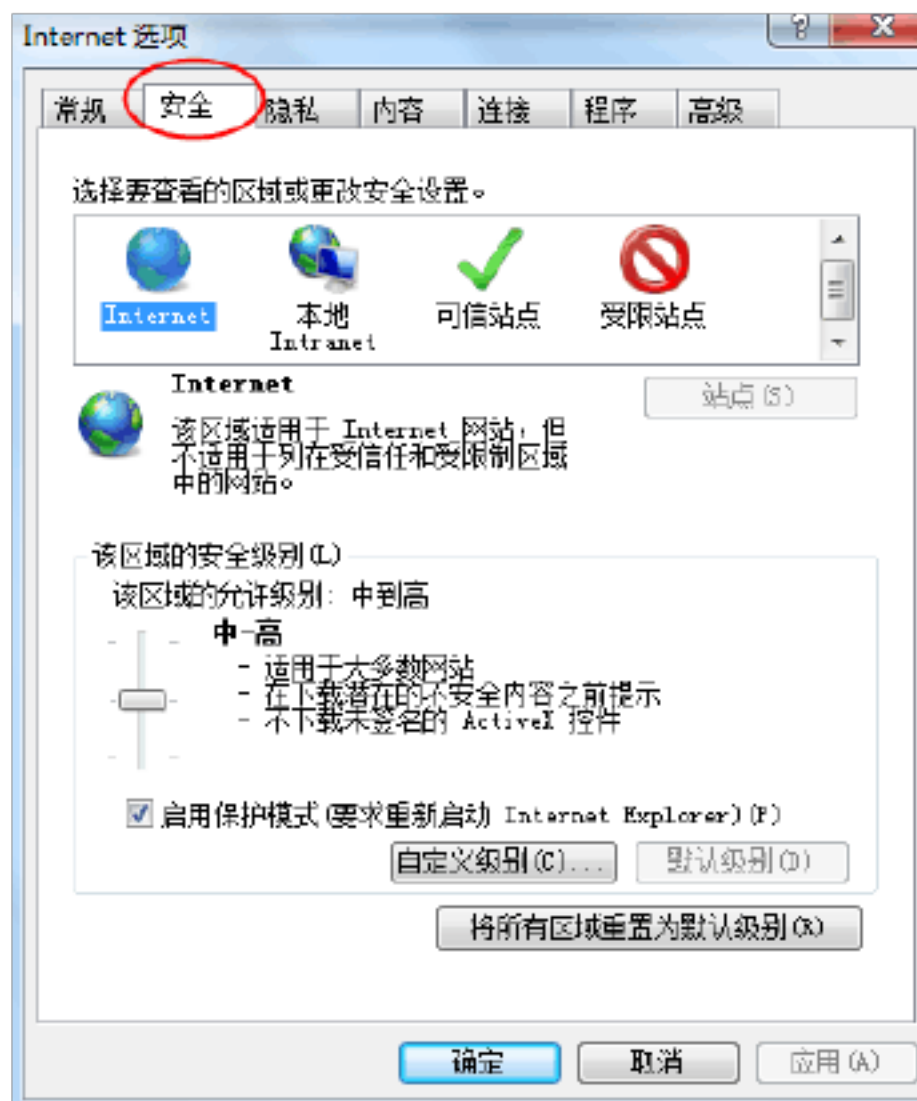 Internet 选项
常规 安全 隐私 内容 连接 程序 高级
选择要查看的区域或更改安全设置。
Internet 本地 可信站点 受限站点
Intranet
Internet
站点(S)
该区域适用于 Internet 网站，但
不适用于列在受信任和受限制区域
中的网站。
该区域的安全级别(L)
该区域的允许级别: 中到高
中-高
- 适用于大多数网站
- 在下载潜在的不安全内容之前提示
- 不下载未签名的 ActiveX 控件
启用保护模式(要求重新启动 Internet Explorer)(P)
自定义级别(C)... 默认级别(D)
将所有区域重置为默认级别(R)
确定 取消 应用(A)